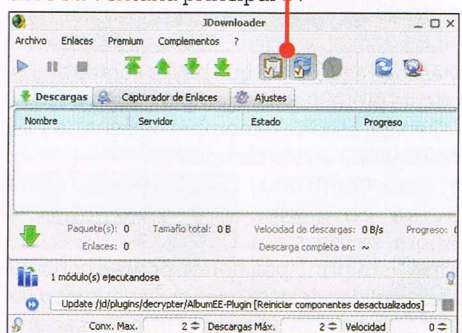 JDownloader
Archivo Enlaces Premium Complementos ?
Descargas Capturador de Enlaces Ajustes
Nombre Servidor Estado Progreso
Paquete(s): 0 Tamaño total: 0 B Velocidad de descargas: 0 B/s Progreso:
Enlaces: 0 Descarga completa en: ~
1 módulo(s) ejecutandose
Update /jd/plugins/decrypter/AlbumEE-Plugin [Reiniciar componentes desactualizados]
Conx. Max. 2 Descargas Máx. 2 Velocidad 0